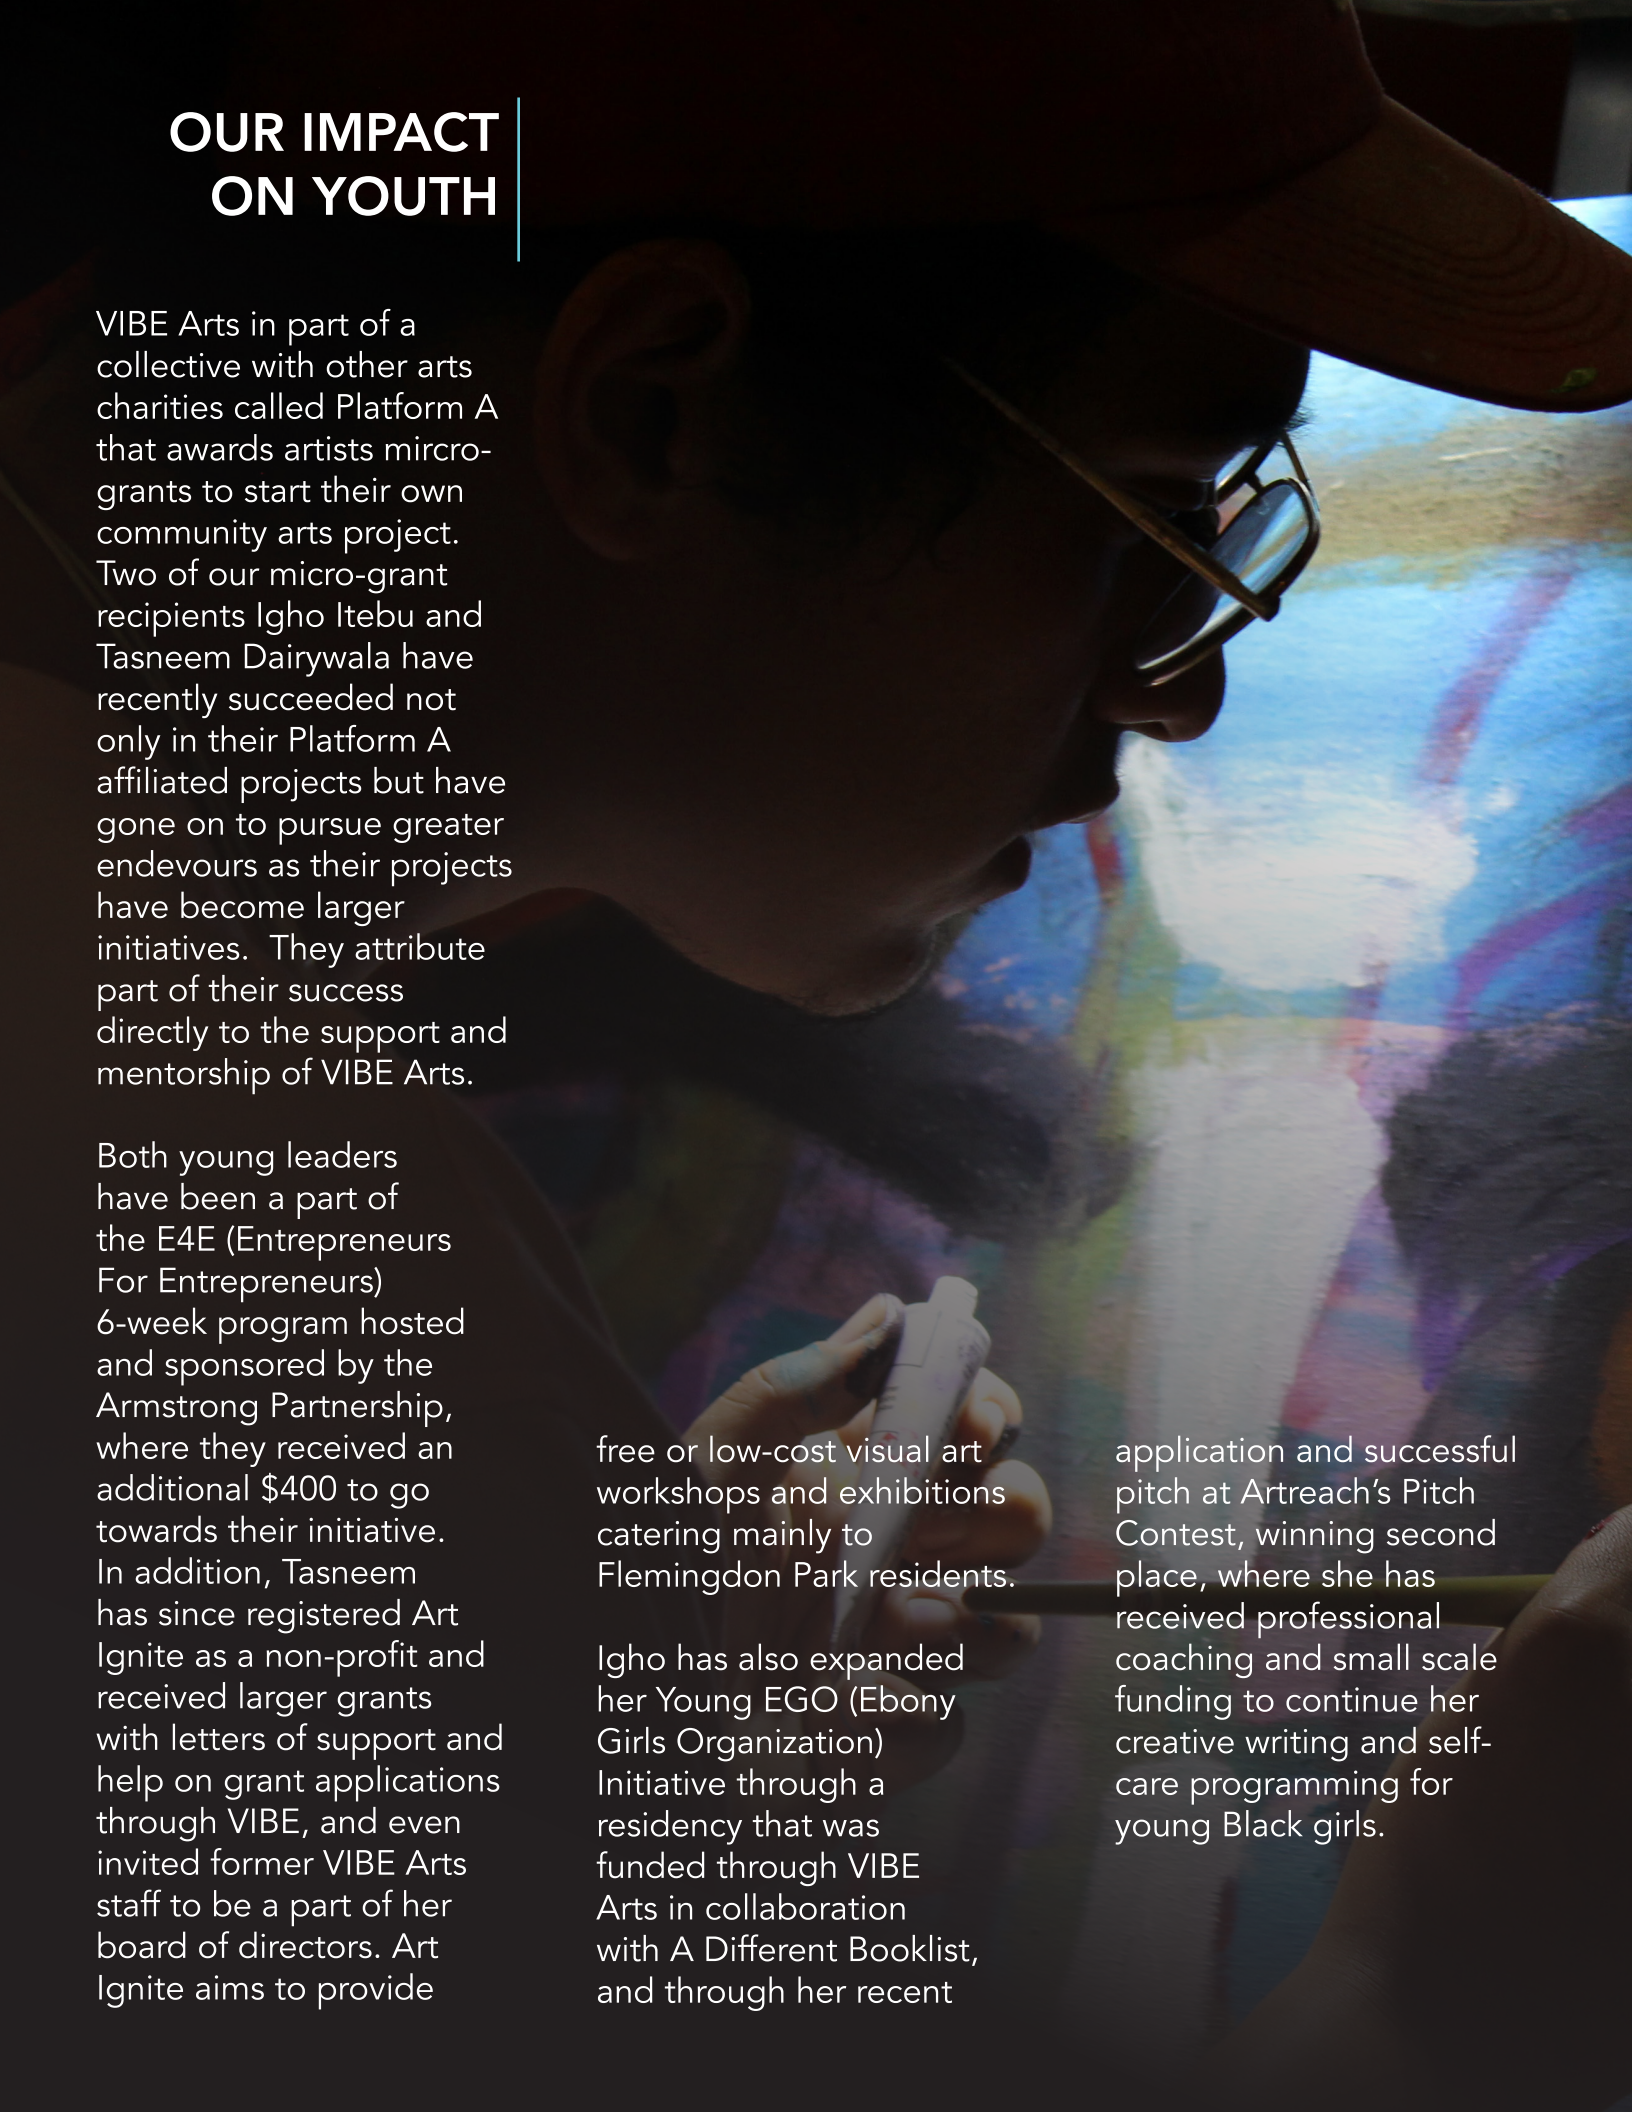 OUR IMPACT
ON YOUTH
VIBE Arts in part of a
collective with other arts
charities called Platform A
that awards artists mircro-
grants to start their own
community arts project.
Two of our micro-grant
recipients Igho Itebu and
Tasneem Dairywala have
recently succeeded not
only in their Platform A
affiliated projects but have
gone on to pursue greater
endevours as their projects
have become larger
initiatives.  They attribute
part of their success
directly to the support and
mentorship of VIBE Arts.
Both young leaders
have been a part of
the E4E (Entrepreneurs
For Entrepreneurs)
6-week program hosted
and sponsored by the
Armstrong Partnership,
where they received an
additional $400 to go
towards their initiative.
In addition, Tasneem
has since registered Art
Ignite as a non-profit and
received larger grants
with letters of support and
help on grant applications
through VIBE, and even
invited former VIBE Arts
staff to be a part of her
board of directors. Art
Ignite aims to provide
free or low-cost visual art
workshops and exhibitions
catering mainly to
Flemingdon Park residents.
Igho has also expanded
her Young EGO (Ebony
Girls Organization)
Initiative through a
residency that was
funded through VIBE
Arts in collaboration
with A Different Booklist,
and through her recent
application and successful
pitch at Artreach’s Pitch
Contest, winning second
place, where she has
received professional
coaching and small scale
funding to continue her
creative writing and self-
care programming for
young Black girls.